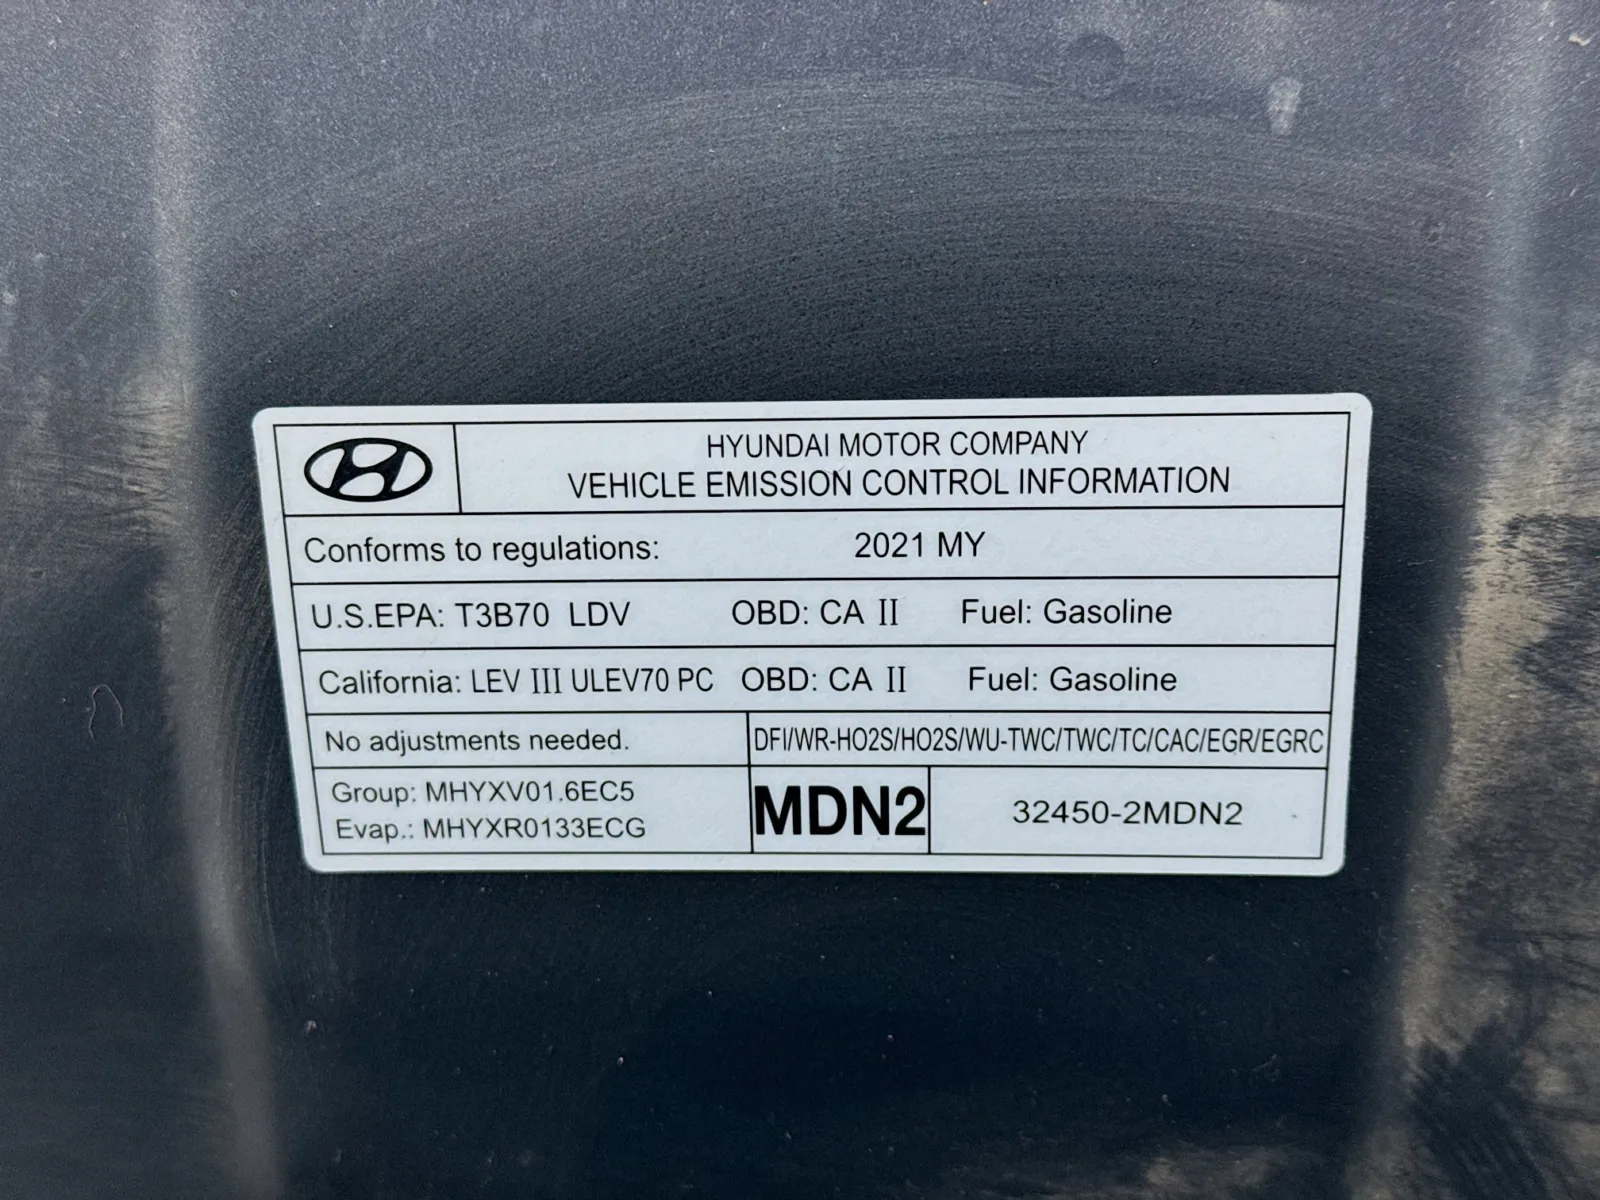 HYUNDAI MOTOR COMPANY
VEHICLE EMISSION CONTROL INFORMATION
Conforms to regulations: 2021 MY
U.S.EPA: T3B70 LDV OBD: CA II Fuel: Gasoline
California: LEV III ULEV70 PC OBD: CA II Fuel: Gasoline
No adjustments needed. DFI/WR-HO2S/HO2S/WU-TWC/TWC/TC/CAC/EGR/EGRC
Group: MHYXV01.6EC5
Evap.: MHYXR0133ECG
MDN2
32450-2MDN2